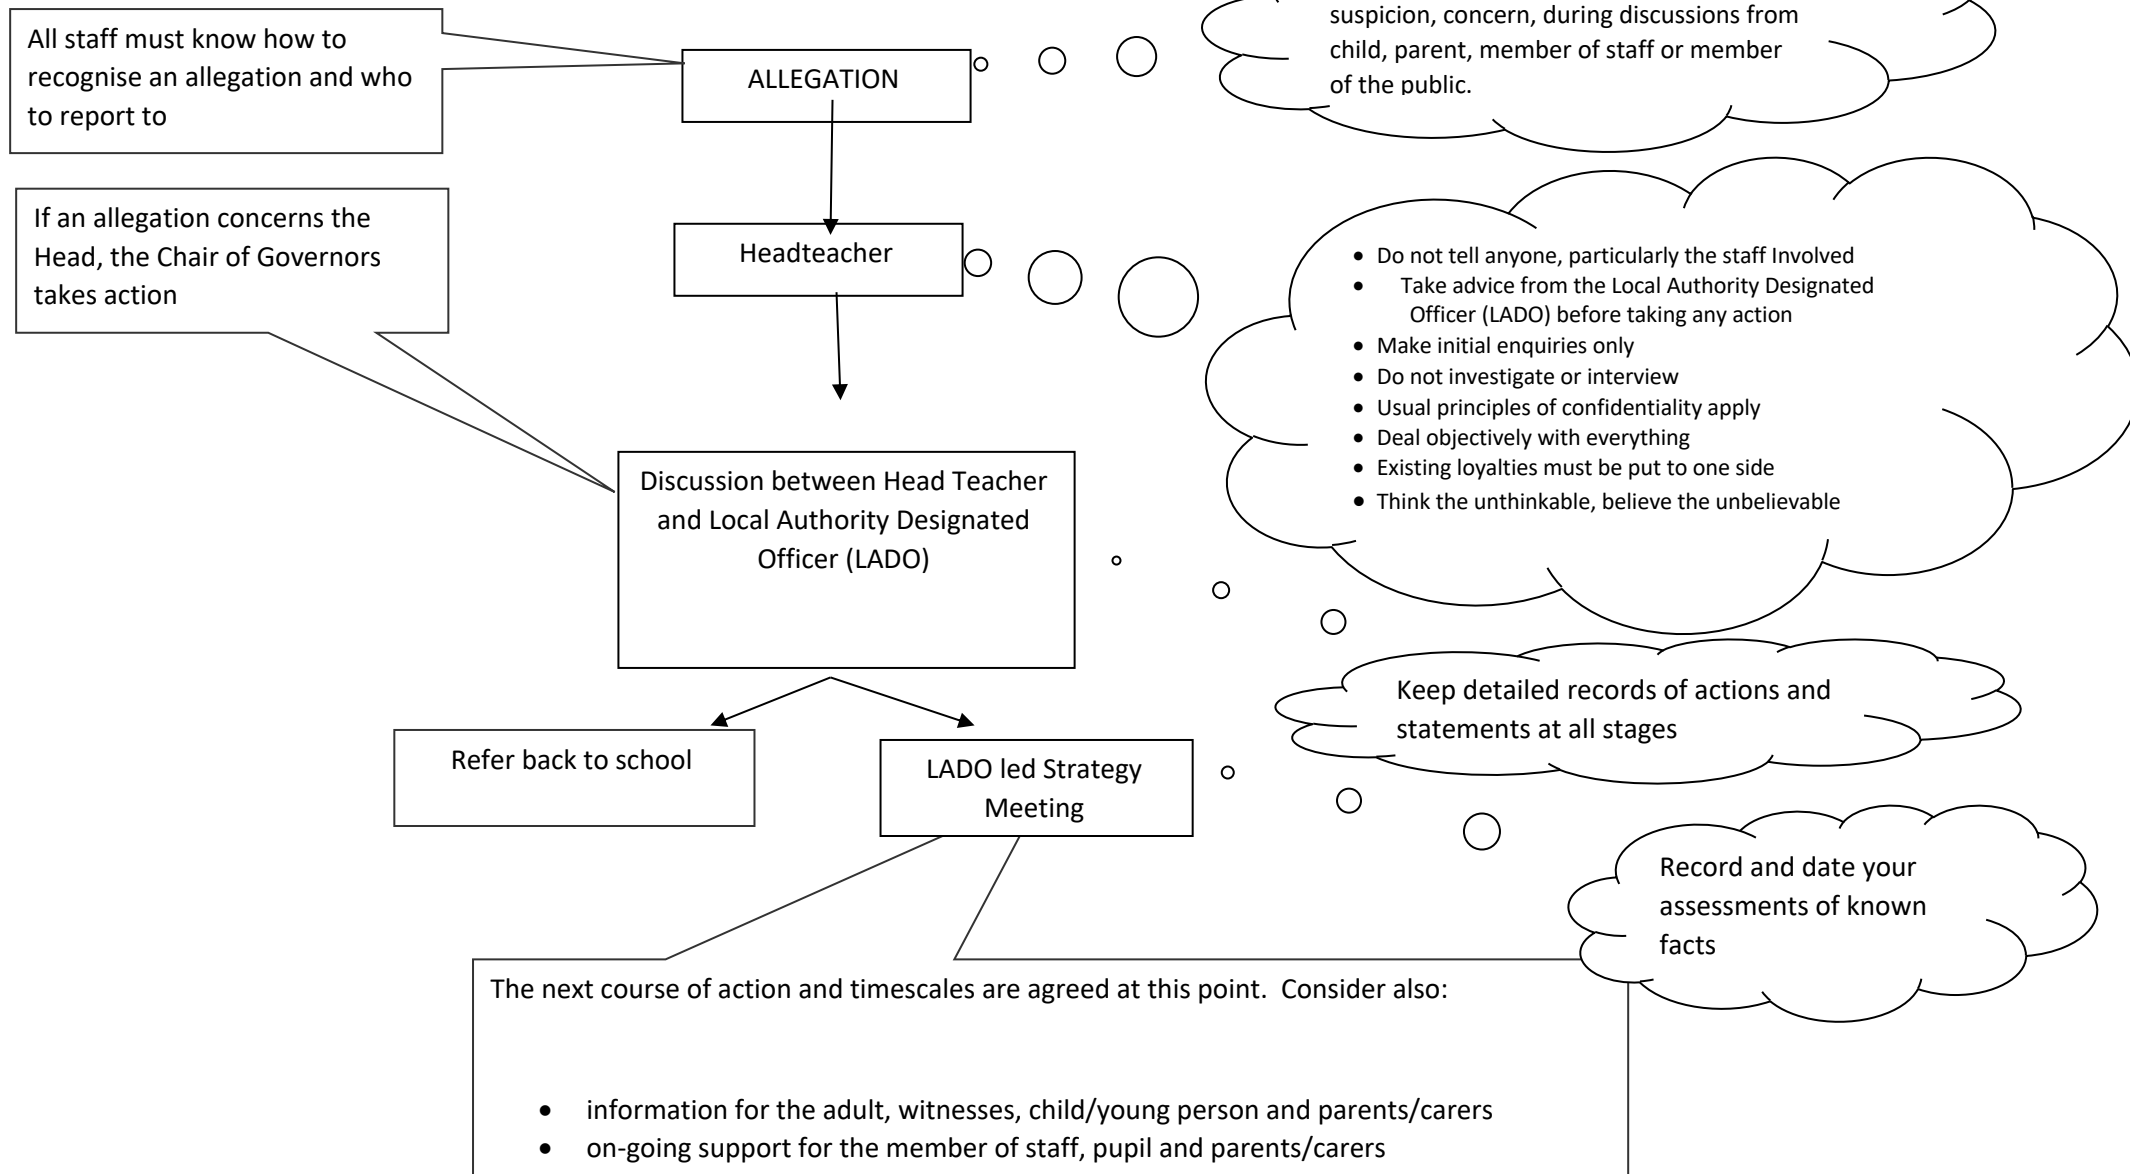 All staff must know how to
recognise an allegation and who
to report to
ALLEGATION
suspicion, concern, during discussions from
child, parent, member of staff or member
of the public.
If an allegation concerns the
Head, the Chair of Governors
takes action
Headteacher
• Do not tell anyone, particularly the staff Involved
• Take advice from the Local Authority Designated
Officer (LADO) before taking any action
• Make initial enquiries only
• Do not investigate or interview
• Usual principles of confidentiality apply
• Deal objectively with everything
• Existing loyalties must be put to one side
• Think the unthinkable, believe the unbelievable
Discussion between Head Teacher
and Local Authority Designated
Officer (LADO)
Keep detailed records of actions and
statements at all stages
Refer back to school
LADO led Strategy
Meeting
Record and date your
assessments of known
facts
The next course of action and timescales are agreed at this point.  Consider also:
• information for the adult, witnesses, child/young person and parents/carers
• on-going support for the member of staff, pupil and parents/carers